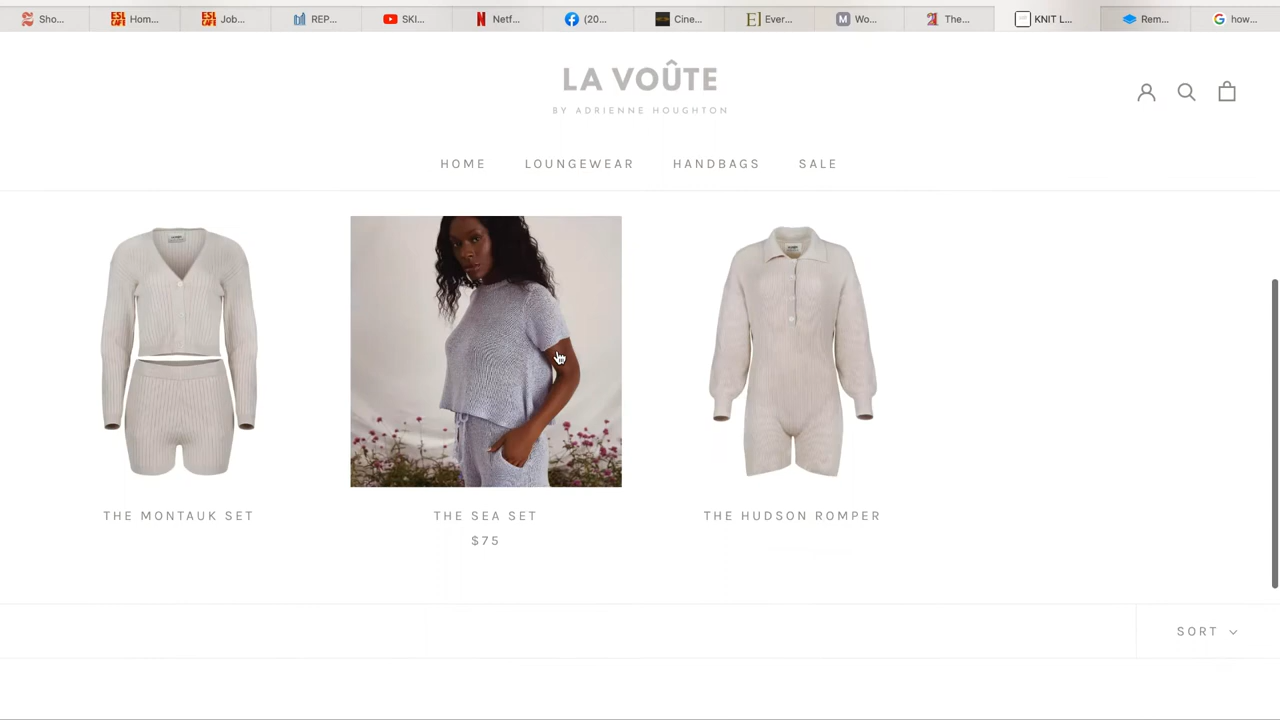 Sho...
Hom...
Job...
REP...
SKI...
Netf...
(20...
Cine...
Ever...
Wo...
The...
KNIT L...
Rem...
how...
LA VOÛTE
BY ADRIENNE HOUGHTON
HOME LOUNGEWEAR HANDBAGS SALE
THE MONTAUK SET
THE SEA SET
$75
THE HUDSON ROMPER
SORT